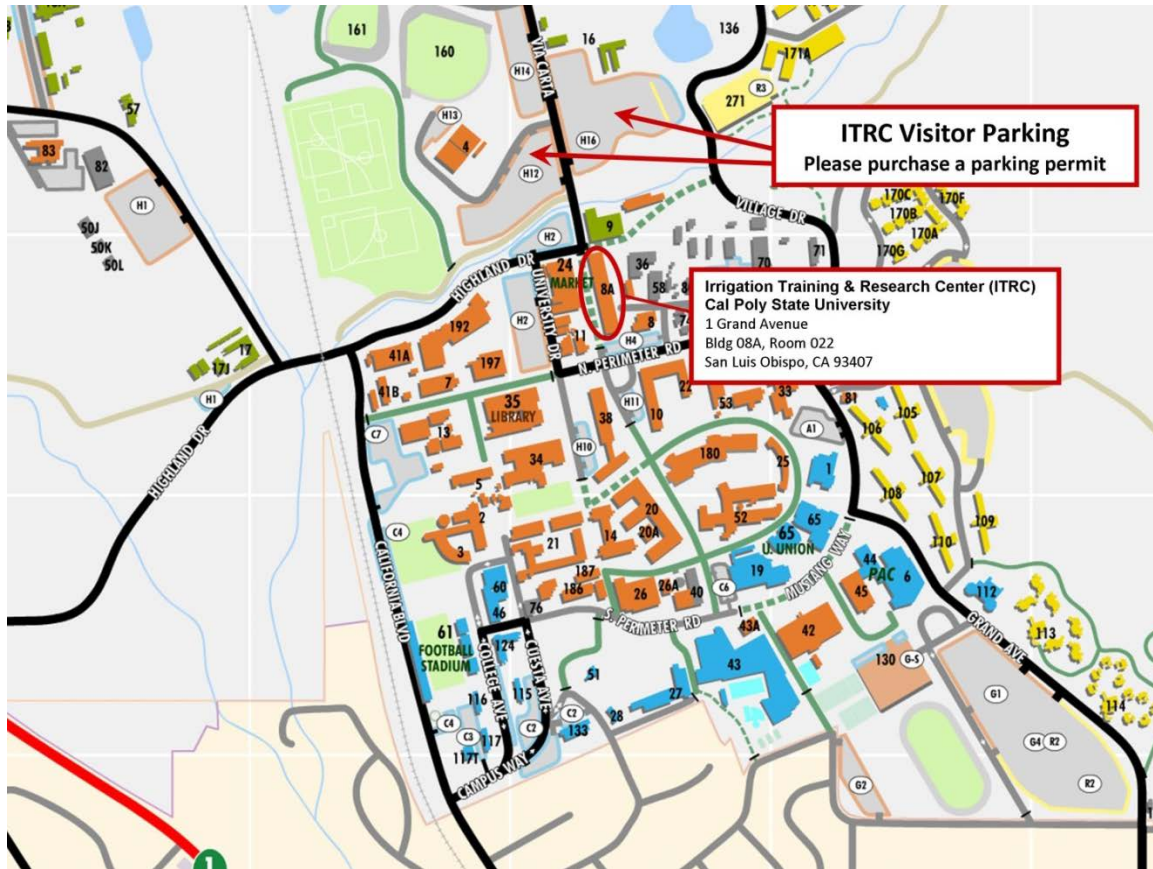 161
160
H14
VIA CARTA
16
136
171A
R3
271
57
83
82
H1
50J
50K
50L
H13
4
H16
H12
ITRC Visitor Parking
Please purchase a parking permit
VILLAGE DR
170C
170F
170B
170A
170G
H2
9
24
MARKET
8A
36
58
70
71
Irrigation Training & Research Center (ITRC)
Cal Poly State University
1 Grand Avenue
Bldg 08A, Room 022
San Luis Obispo, CA 93407
HIGHLAND DR
UNIVERSITY DR
H2
11
8
H4
N. PERIMETER RD
192
41A
197
7
41B
17
17J
H1
HIGHLAND DR
C7
13
35
LIBRARY
38
H11
10
22
53
33
81
A1
106
105
H10
34
5
2
3
C4
180
25
1
107
108
109
110
20
20A
14
21
52
65
65
U. UNION
MUSTANG WAY
44
PAC
6
45
112
187
186
60
46
76
26
26A
40
C6
19
S. PERIMETER RD
43A
42
CALIFORNIA BLVD
61
FOOTBALL
STADIUM
124
COLLEGE AVE
CUESTA AVE
43
130
G-S
GRAND AVE
113
114
51
27
28
116
115
C4
C3
117
117T
C2
C2
133
CAMPUS WAY
G1
G4
R2
R2
G2
1